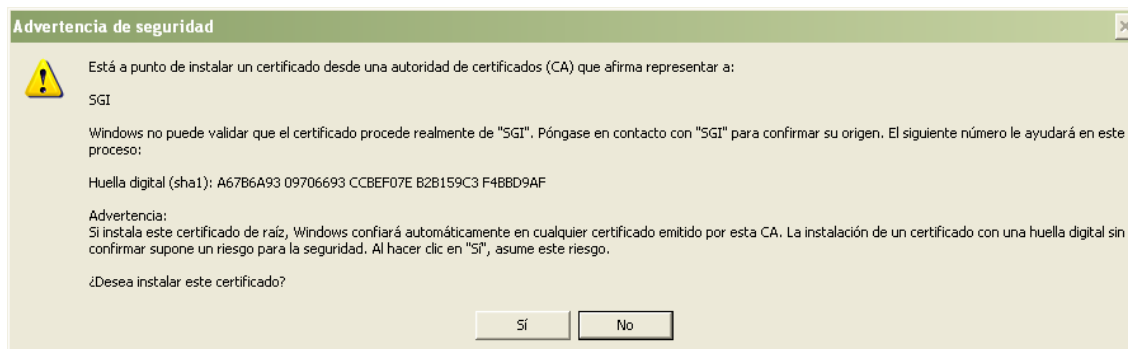 Advertencia de seguridad
Está a punto de instalar un certificado desde una autoridad de certificados (CA) que afirma representar a:
SGI
Windows no puede validar que el certificado procede realmente de "SGI". Póngase en contacto con "SGI" para confirmar su origen. El siguiente número le ayudará en este
proceso:
Huella digital (sha1): A67B6A93 09706693 CCBEF07E B2B159C3 F4BBD9AF
Advertencia:
Si instala este certificado de raíz, Windows confiará automáticamente en cualquier certificado emitido por esta CA. La instalación de un certificado con una huella digital sin
confirmar supone un riesgo para la seguridad. Al hacer clic en "Sí", asume este riesgo.
¿Desea instalar este certificado?
Sí No